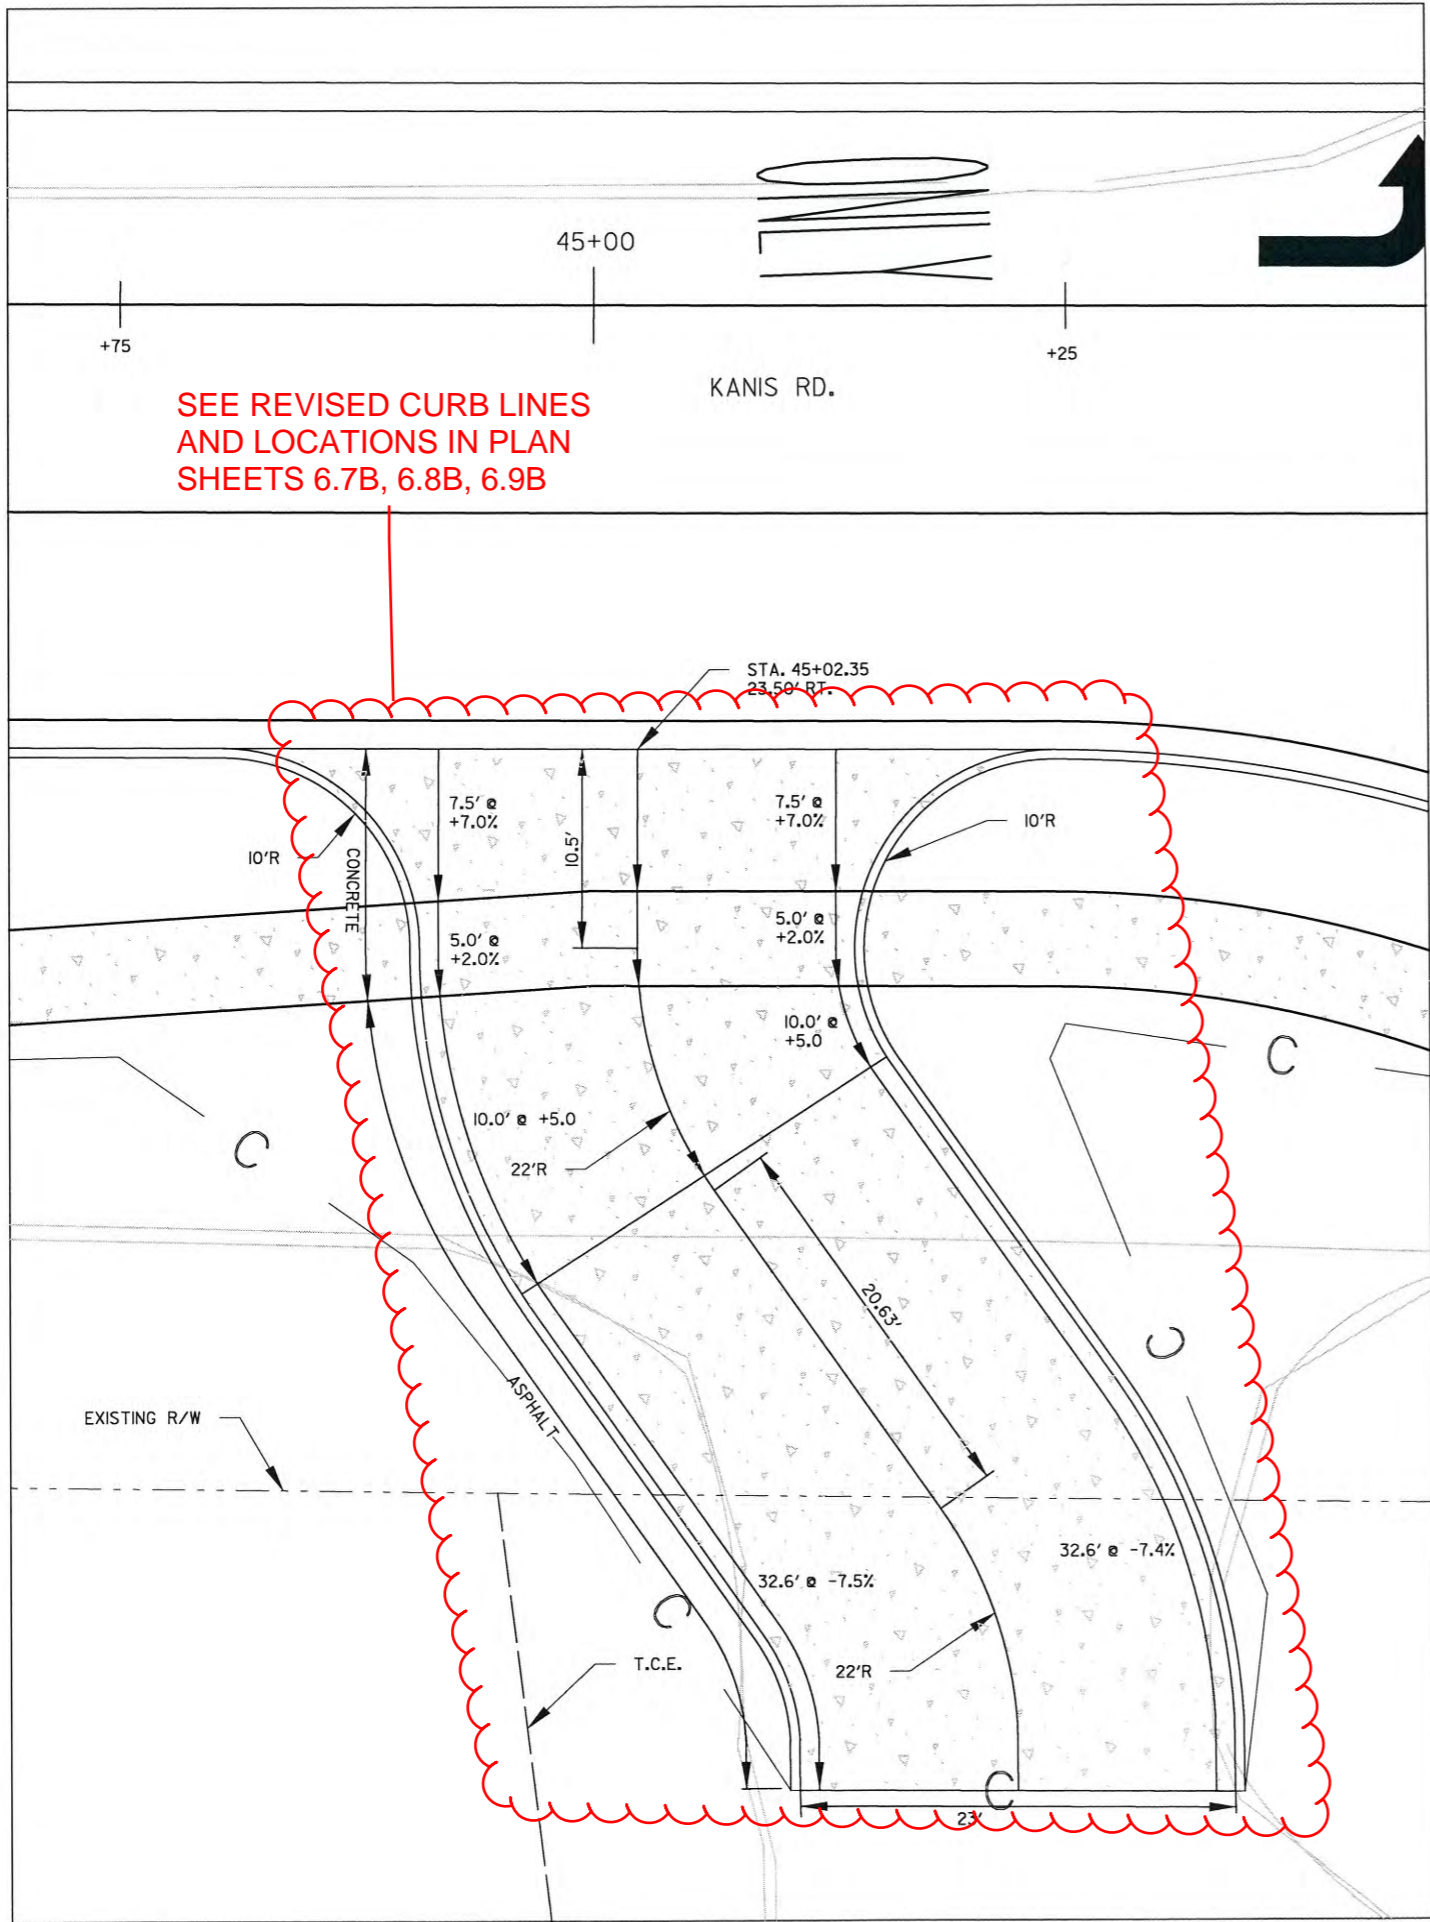 ONLY
45+00
+75
+25
KANIS RD.
SEE REVISED CURB LINES
AND LOCATIONS IN PLAN
SHEETS 6.7B, 6.8B, 6.9B
STA. 45+02.35
23.50' RT.
7.5' @
+7.0%
7.5' @
+7.0%
10'R
10'R
10.5'
CONCRETE
5.0' @
+2.0%
5.0' @
+2.0%
10.0' @
+5.0
C
C
10.0' @ +5.0
22'R
20.63'
C
ASPHALT
EXISTING R/W
32.6' @ -7.4%
32.6' @ -7.5%
C
T.C.E.
22'R
C
23'